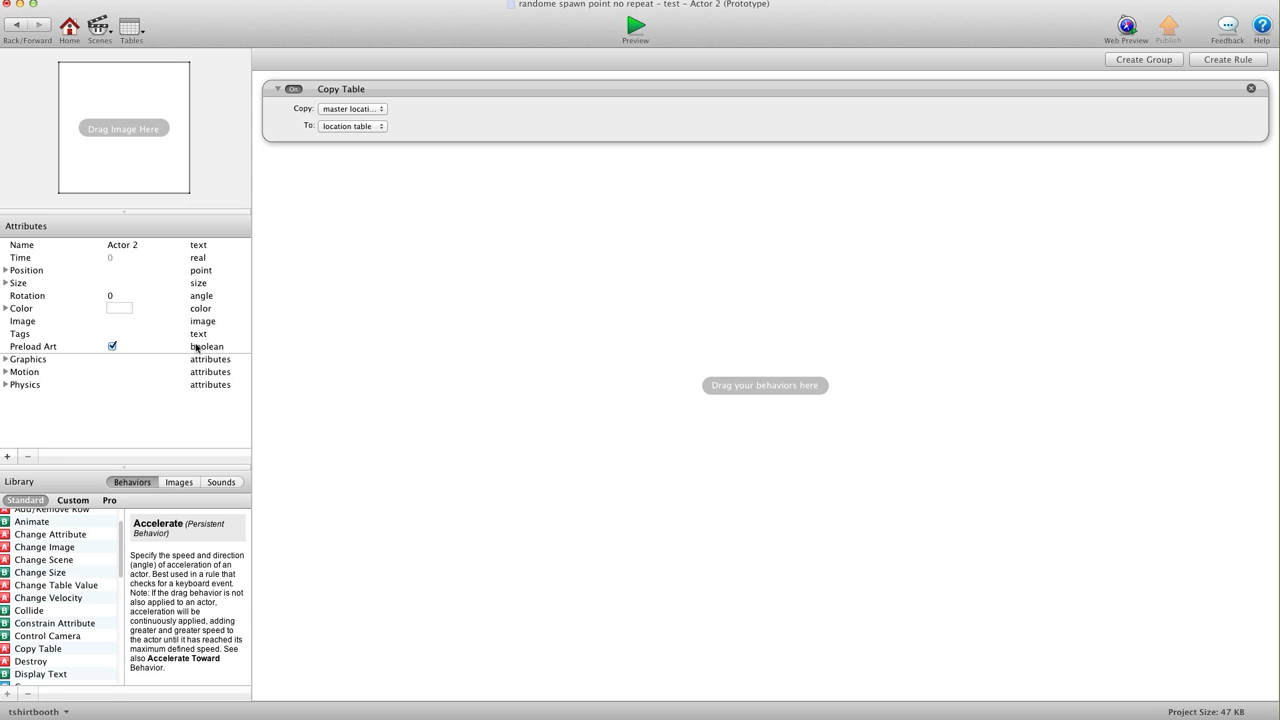 randome spawn point no repeat - test - Actor 2 (Prototype)
Back/Forward Home Scenes Tables Preview Web Preview Publish Feedback Help
Create Group Create Rule
Drag Image Here
On Copy Table
Copy: master locati...
To: location table
Attributes
Name Actor 2 text
Time 0 real
Position point
Size size
Rotation 0 angle
Color color
Image image
Tags text
Preload Art boolean
Graphics attributes
Motion attributes
Physics attributes
Drag your behaviors here
+ −
Library Behaviors Images Sounds
Standard Custom Pro
A Add/Remove Row
B Animate
A Change Attribute
A Change Image
A Change Scene
B Change Size
A Change Table Value
A Change Velocity
B Collide
B Constrain Attribute
B Control Camera
A Copy Table
A Destroy
B Display Text
Accelerate (Persistent
Behavior)
Specify the speed and direction
(angle) of acceleration of an
actor. Best used in a rule that
checks for a keyboard event.
Note: If the drag behavior is not
also applied to an actor,
acceleration will be
continuously applied, adding
greater and greater speed to
the actor until it has reached its
maximum defined speed. See
also Accelerate Toward
Behavior.
+ −
tshirtbooth Project Size: 47 KB